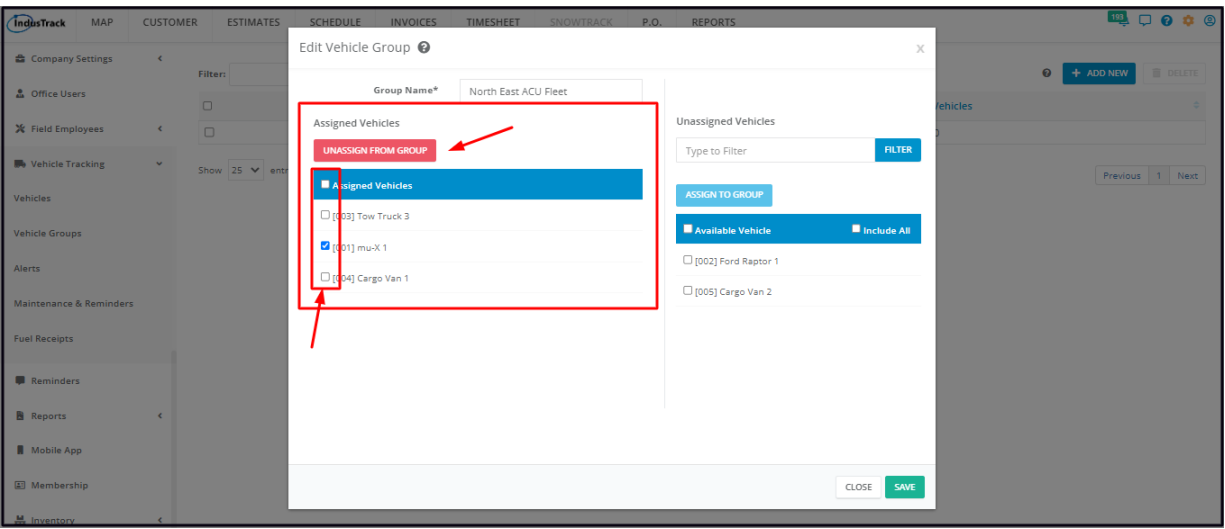 IndusTrack MAP CUSTOMER ESTIMATES SCHEDULE INVOICES TIMESHEET SNOWTRACK P.O. REPORTS 193
Company Settings
Office Users
Field Employees
Vehicle Tracking
Vehicles
Vehicle Groups
Alerts
Maintenance & Reminders
Fuel Receipts
Reminders
Reports
Mobile App
Membership
Inventory
Filter:
Show 25 entr
Edit Vehicle Group
X
Group Name* North East ACU Fleet
Assigned Vehicles
UNASSIGN FROM GROUP
Assigned Vehicles
[003] Tow Truck 3
[001] mu-X 1
[004] Cargo Van 1
Unassigned Vehicles
Type to Filter FILTER
ASSIGN TO GROUP
Available Vehicle Include All
[002] Ford Raptor 1
[005] Cargo Van 2
CLOSE SAVE
+ ADD NEW DELETE
Vehicles
Previous 1 Next